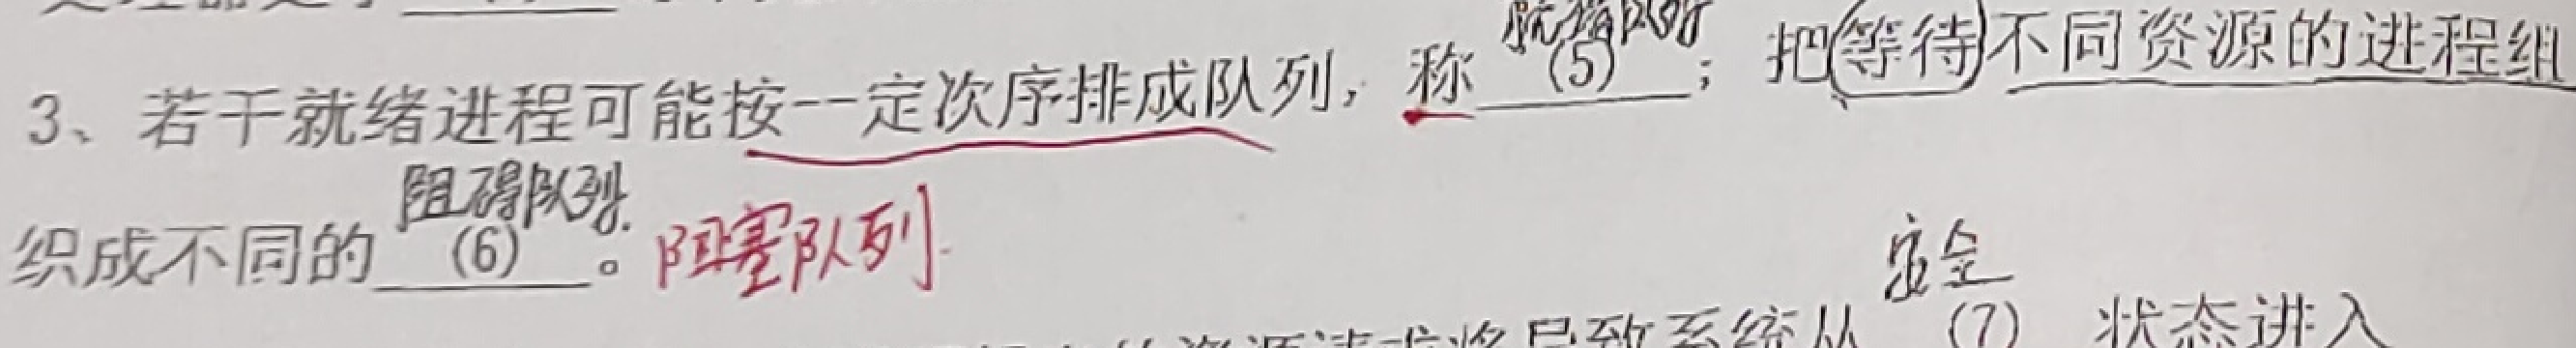 队列
3、若干就绪进程可能按一定次序排成队列，称 (5) ；把等待不同资源的进程组
阻碍队列.
织成不同的 (6) 。阻塞队列.
安全
(7) 状态进入